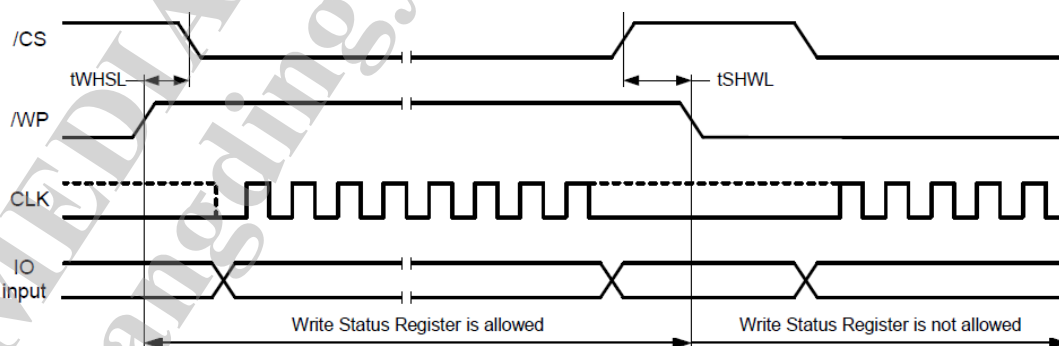 /CS
tWHSL
tSHWL
/WP
CLK
IO
input
Write Status Register is allowed
Write Status Register is not allowed